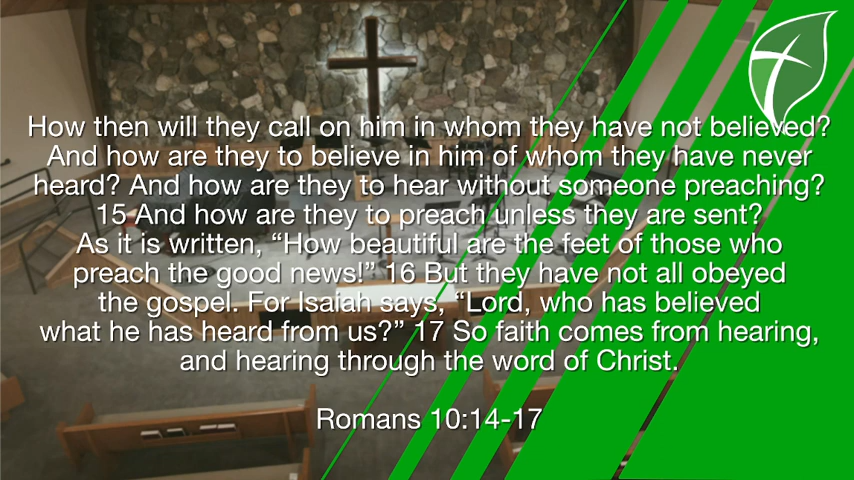 How then will they call on him in whom they have not believed?
And how are they to believe in him of whom they have never
heard? And how are they to hear without someone preaching?
15 And how are they to preach unless they are sent?
As it is written, “How beautiful are the feet of those who
preach the good news!” 16 But they have not all obeyed
the gospel. For Isaiah says, “Lord, who has believed
what he has heard from us?” 17 So faith comes from hearing,
and hearing through the word of Christ.
Romans 10:14-17